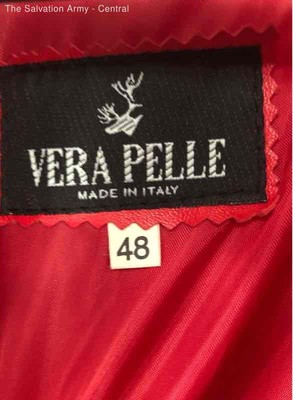 The Salvation Army - Central
VERA PELLE
MADE IN ITALY
48